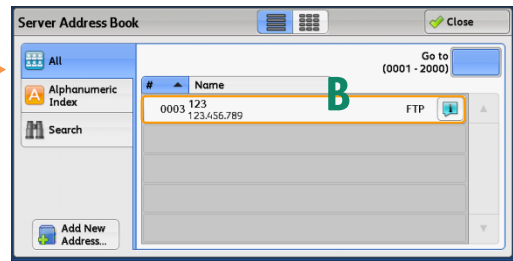 Server Address Book
Close
All
Go to
(0001 - 2000)
Alphanumeric
Index
# Name
B
0003 123
123.456.789
FTP
Search
Add New
Address...